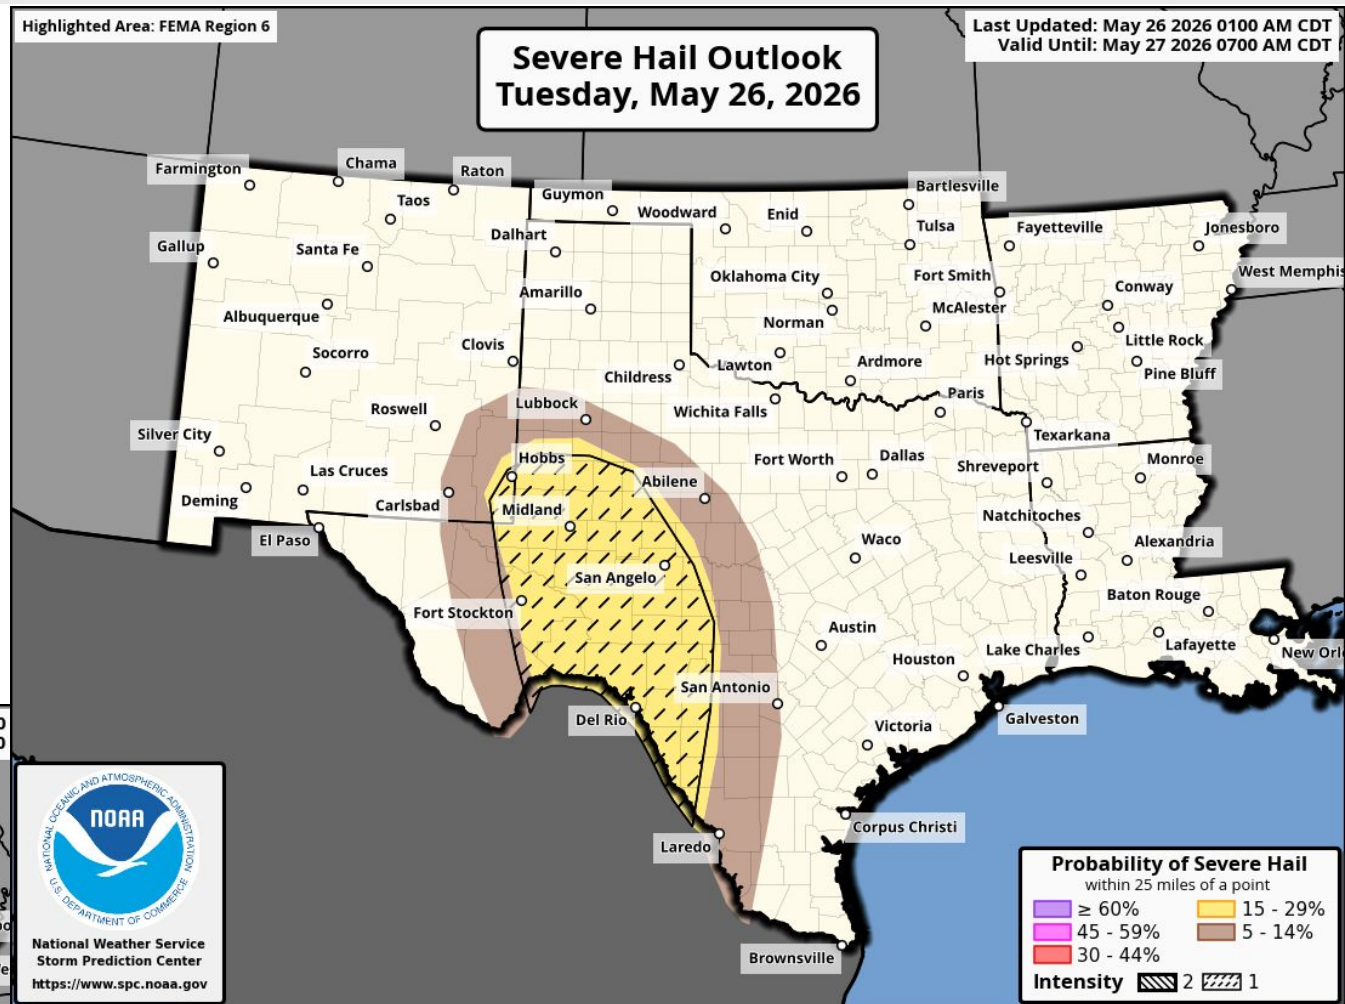 Highlighted Area: FEMA Region 6
Last Updated: May 26 2026 0100 AM CDT
Valid Until: May 27 2026 0700 AM CDT
Severe Hail Outlook
Tuesday, May 26, 2026
Farmington
Chama
Raton
Taos
Guymon
Woodward
Enid
Bartlesville
Tulsa
Fayetteville
Jonesboro
Gallup
Santa Fe
Dalhart
Amarillo
Oklahoma City
Fort Smith
West Memphis
Conway
Albuquerque
Norman
McAlester
Socorro
Clovis
Childress
Lawton
Ardmore
Hot Springs
Little Rock
Pine Bluff
Roswell
Lubbock
Wichita Falls
Paris
Texarkana
Silver City
Las Cruces
Hobbs
Fort Worth
Dallas
Shreveport
Monroe
Deming
Carlsbad
Midland
Abilene
Natchitoches
El Paso
San Angelo
Waco
Leesville
Alexandria
Fort Stockton
Austin
Baton Rouge
Houston
Lake Charles
Lafayette
New Orl
San Antonio
Del Rio
Victoria
Galveston
Laredo
Corpus Christi
Brownsville
NATIONAL OCEANIC AND ATMOSPHERIC ADMINISTRATION
NOAA
U.S. DEPARTMENT OF COMMERCE
National Weather Service
Storm Prediction Center
https://www.spc.noaa.gov
Probability of Severe Hail
within 25 miles of a point
≥ 60% 15 - 29%
45 - 59% 5 - 14%
30 - 44%
Intensity 2 1